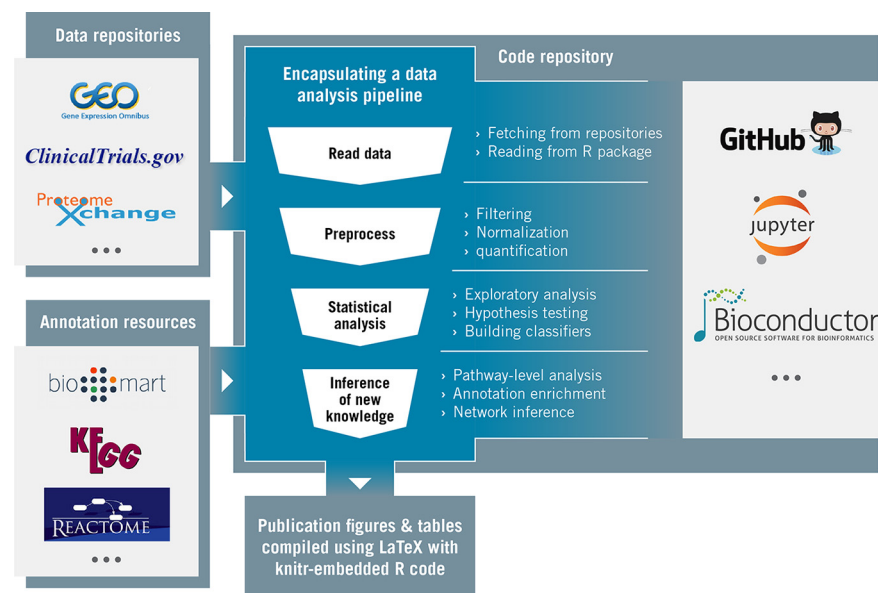 Data repositories
GEO
Gene Expression Omnibus
ClinicalTrials.gov
Proteome
Xchange
•••
Annotation resources
bio mart
KEGG
REACTOME
•••
Encapsulating a data
analysis pipeline
Read data
Preprocess
Statistical
analysis
Inference
of new
knowledge
Code repository
› Fetching from repositories
› Reading from R package
› Filtering
› Normalization
› quantification
› Exploratory analysis
› Hypothesis testing
› Building classifiers
› Pathway-level analysis
› Annotation enrichment
› Network inference
GitHub
jupyter
Bioconductor
OPEN SOURCE SOFTWARE FOR BIOINFORMATICS
•••
Publication figures & tables
compiled using LaTeX with
knitr-embedded R code